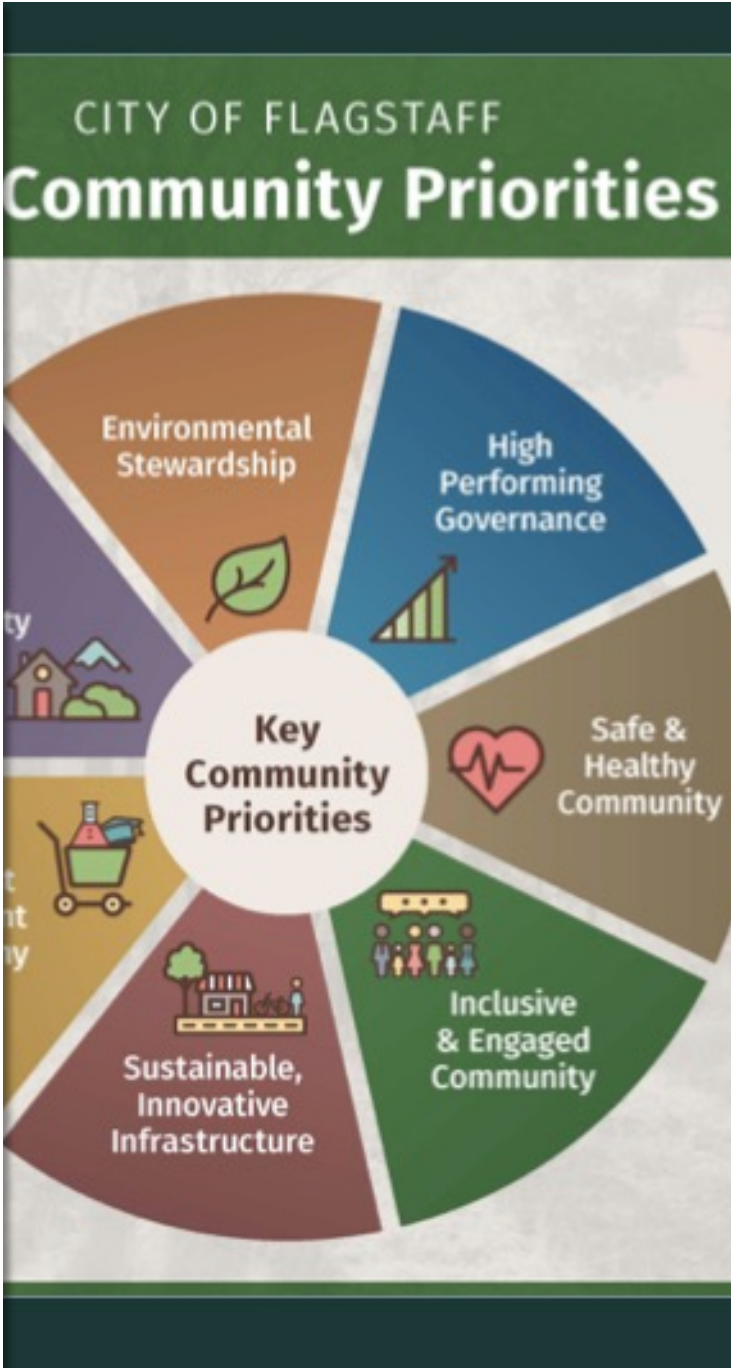 CITY OF FLAGSTAFF
Community Priorities
Environmental
Stewardship
High
Performing
Governance
Safe &
Healthy
Community
Inclusive
& Engaged
Community
Sustainable,
Innovative
Infrastructure
Key
Community
Priorities